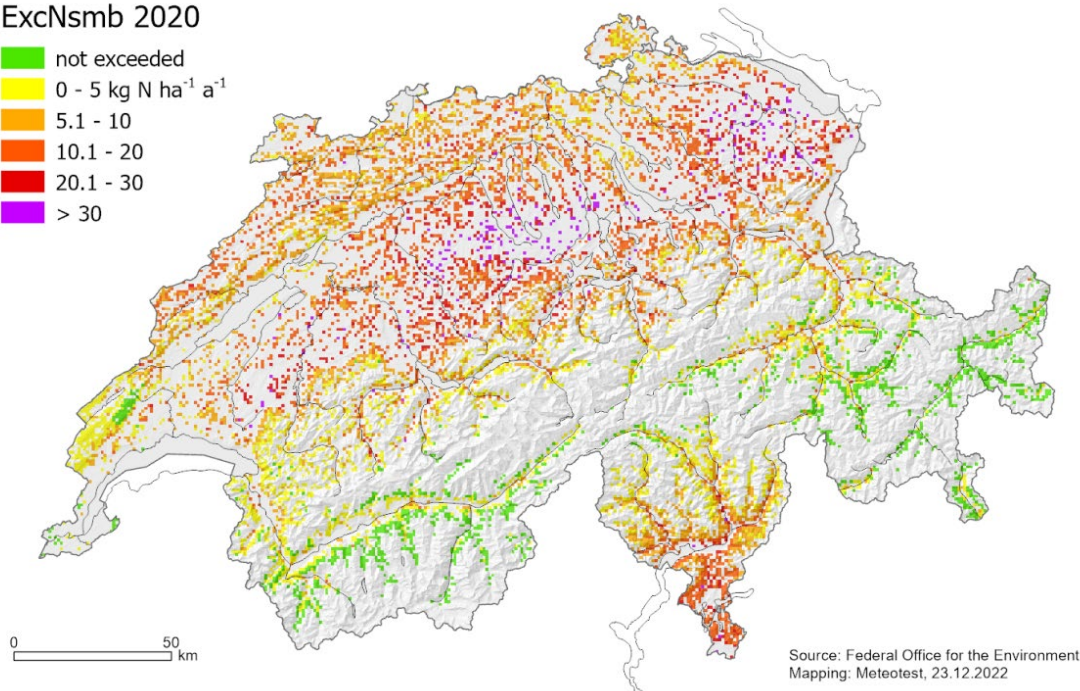 ExcNsmb 2020
not exceeded
0 - 5 kg N ha⁻¹ a⁻¹
5.1 - 10
10.1 - 20
20.1 - 30
> 30
0 50
km
Source: Federal Office for the Environment
Mapping: Meteotest, 23.12.2022